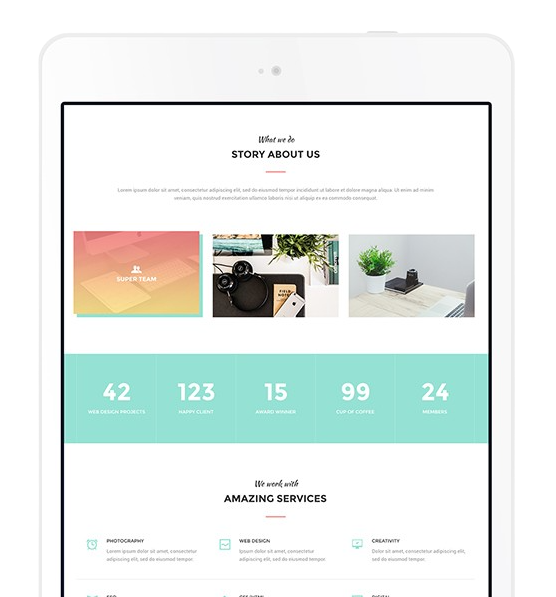 What we do
STORY ABOUT US
Lorem ipsum dolor sit amet, consectetur adipiscing elit, sed do eiusmod tempor incididunt ut labore et dolore magna aliqua. Ut enim ad minim
veniam, quis nostrud exercitation ullamco laboris nisi ut aliquip ex ea commodo consequat.
SUPER TEAM
FIELD
NOTES
42 123 15 99 24
WEB DESIGN PROJECTS HAPPY CLIENT AWARD WINNER CUP OF COFFEE MEMBERS
We work with
AMAZING SERVICES
PHOTOGRAPHY WEB DESIGN CREATIVITY
Lorem ipsum dolor sit amet, consectetur Lorem ipsum dolor sit amet, consectetur Dolor sit amet, consectetur adipiscing elit,
adipiscing elit, sed do eiusmod tempor. adipiscing elit, sed do eiusmod tempor. sed do eiusmod tempor.